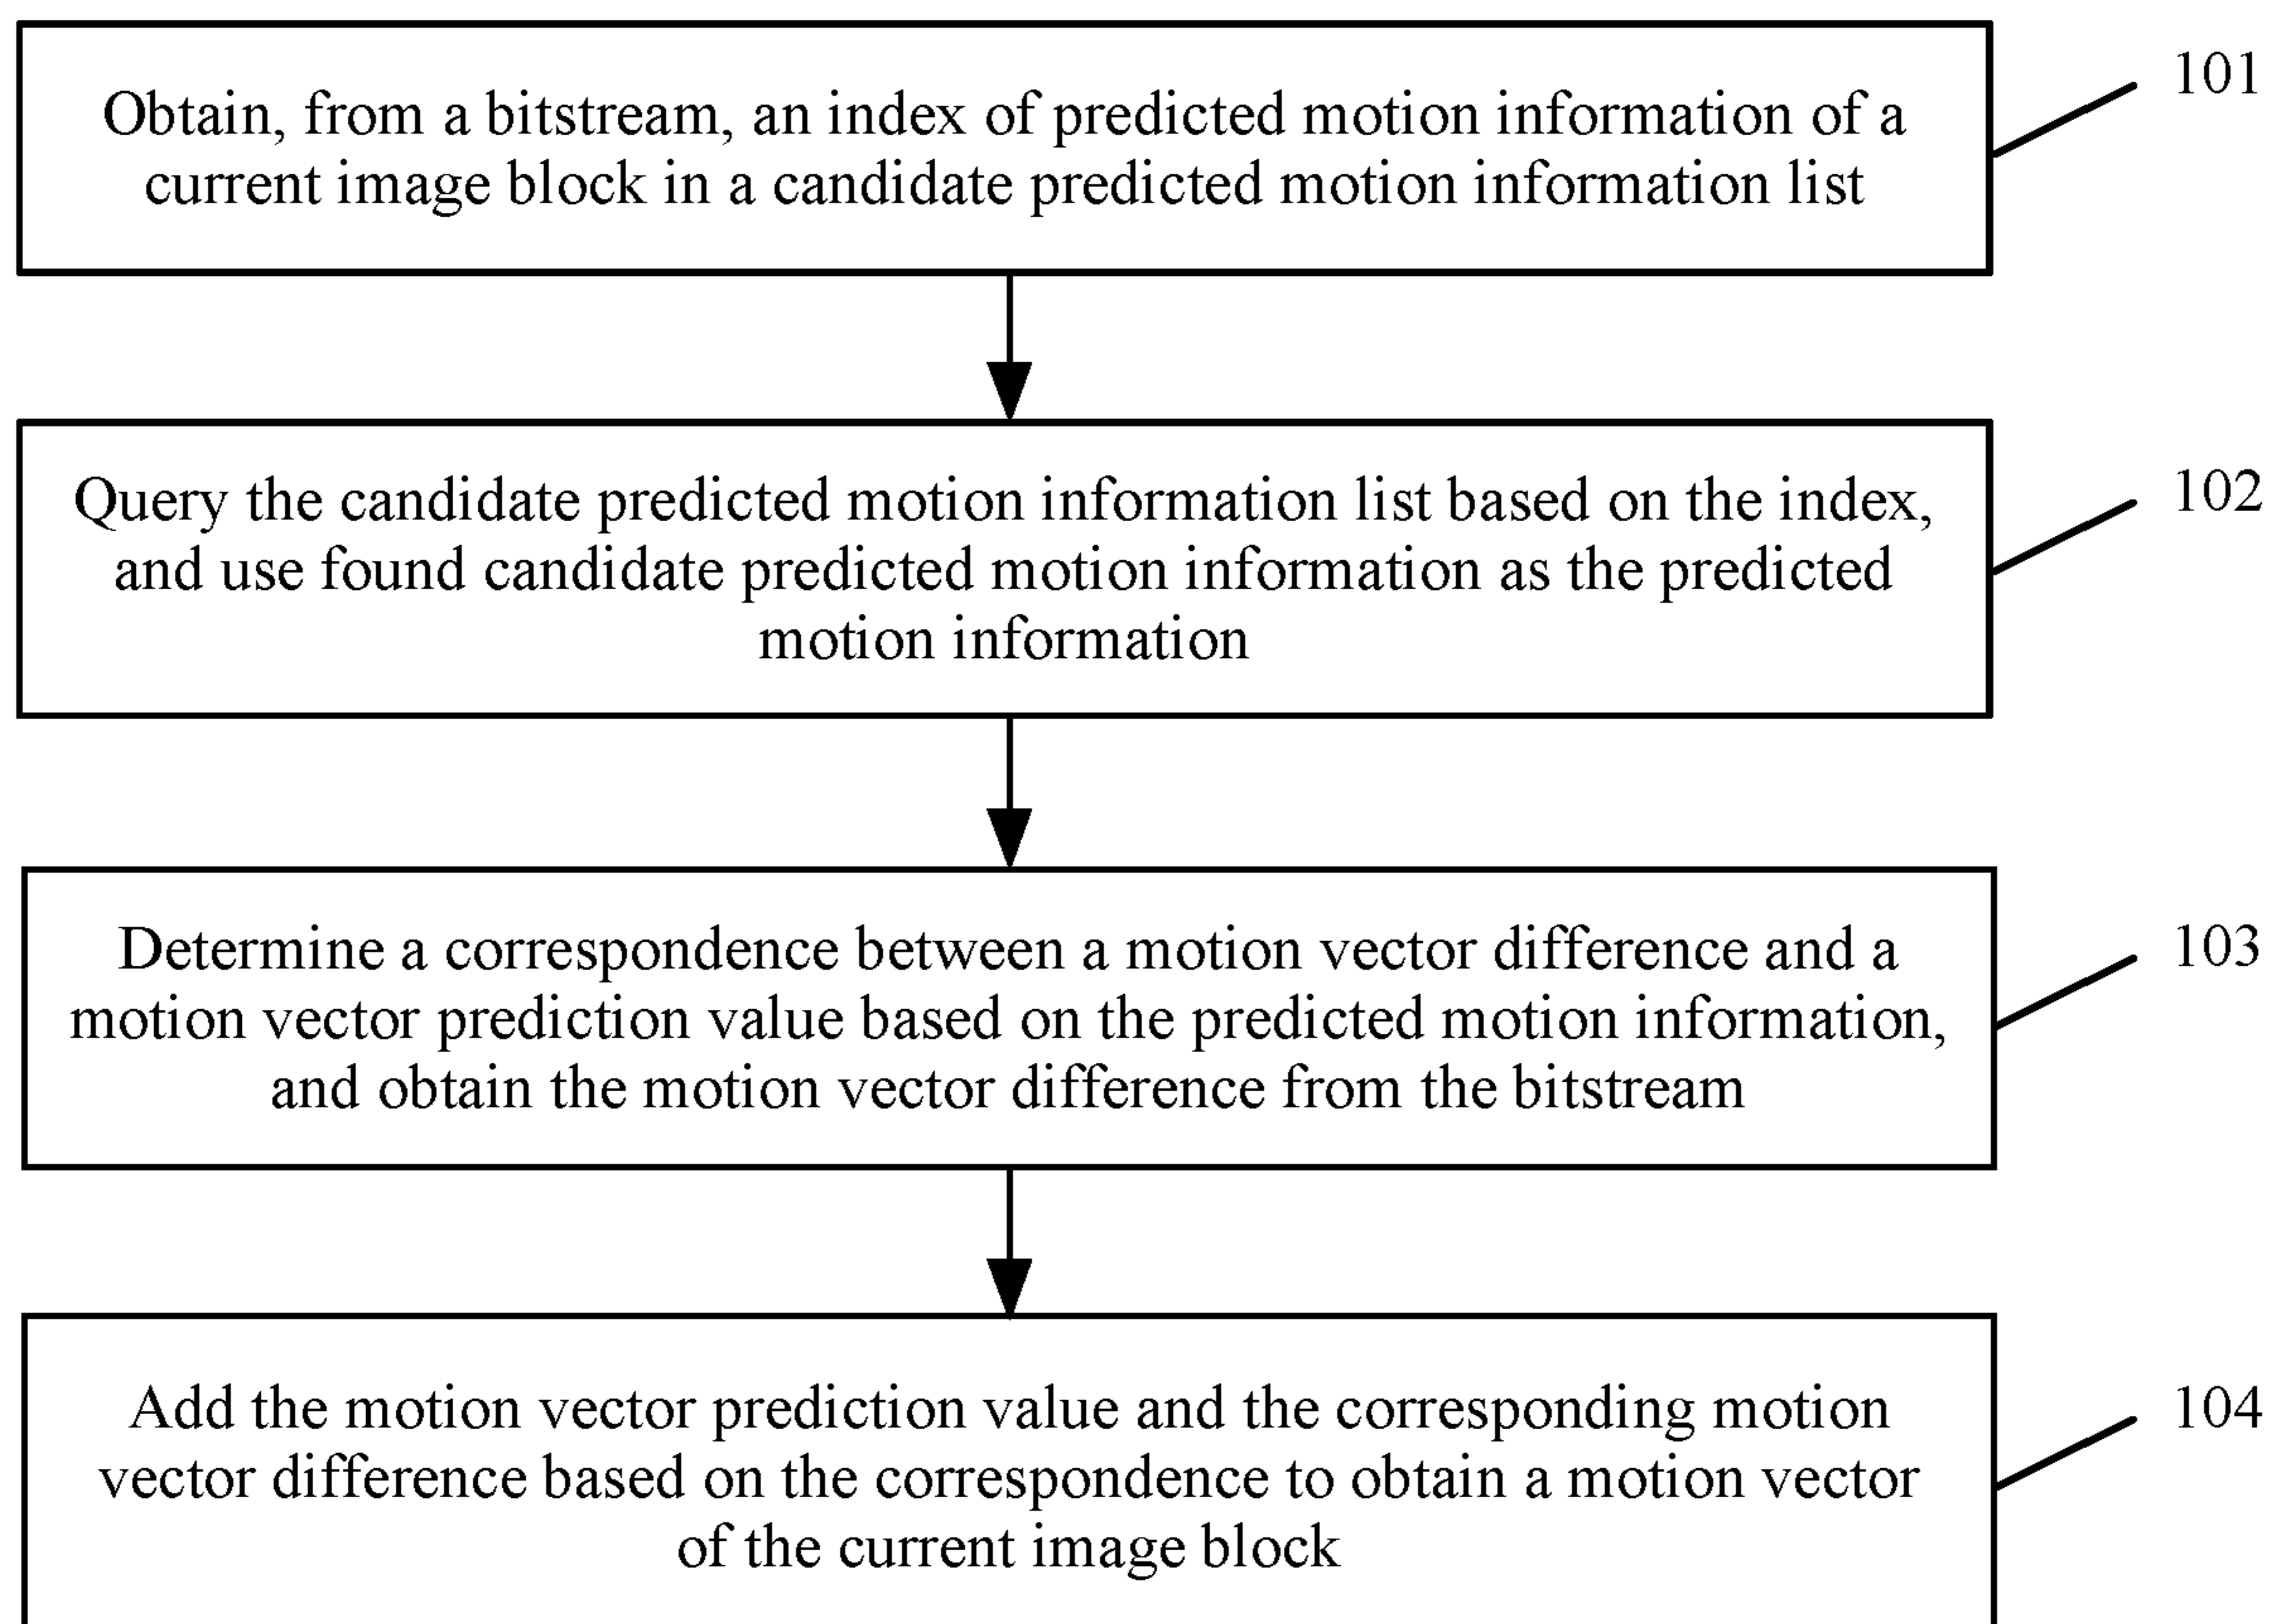 Obtain, from a bitstream, an index of predicted motion information of a
current image block in a candidate predicted motion information list
101
Query the candidate predicted motion information list based on the index,
and use found candidate predicted motion information as the predicted
motion information
102
Determine a correspondence between a motion vector difference and a
motion vector prediction value based on the predicted motion information,
and obtain the motion vector difference from the bitstream
103
Add the motion vector prediction value and the corresponding motion
vector difference based on the correspondence to obtain a motion vector
of the current image block
104